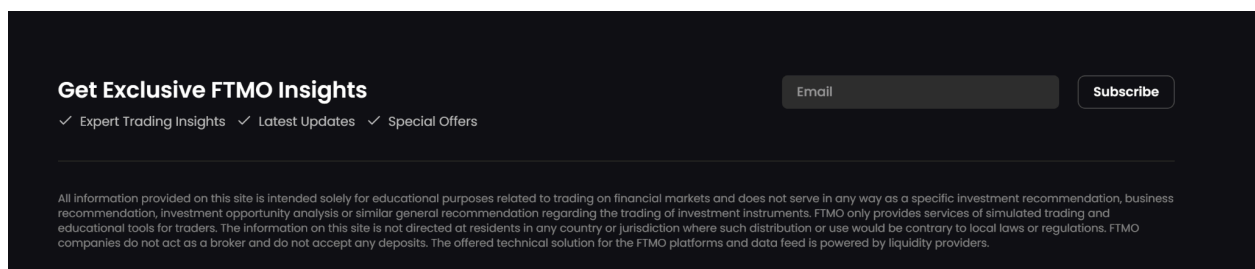 Get Exclusive FTMO Insights
Expert Trading Insights Latest Updates Special Offers
Email
Subscribe
All information provided on this site is intended solely for educational purposes related to trading on financial markets and does not serve in any way as a specific investment recommendation, business
recommendation, investment opportunity analysis or similar general recommendation regarding the trading of investment instruments. FTMO only provides services of simulated trading and
educational tools for traders. The information on this site is not directed at residents in any country or jurisdiction where such distribution or use would be contrary to local laws or regulations. FTMO
companies do not act as a broker and do not accept any deposits. The offered technical solution for the FTMO platforms and data feed is powered by liquidity providers.